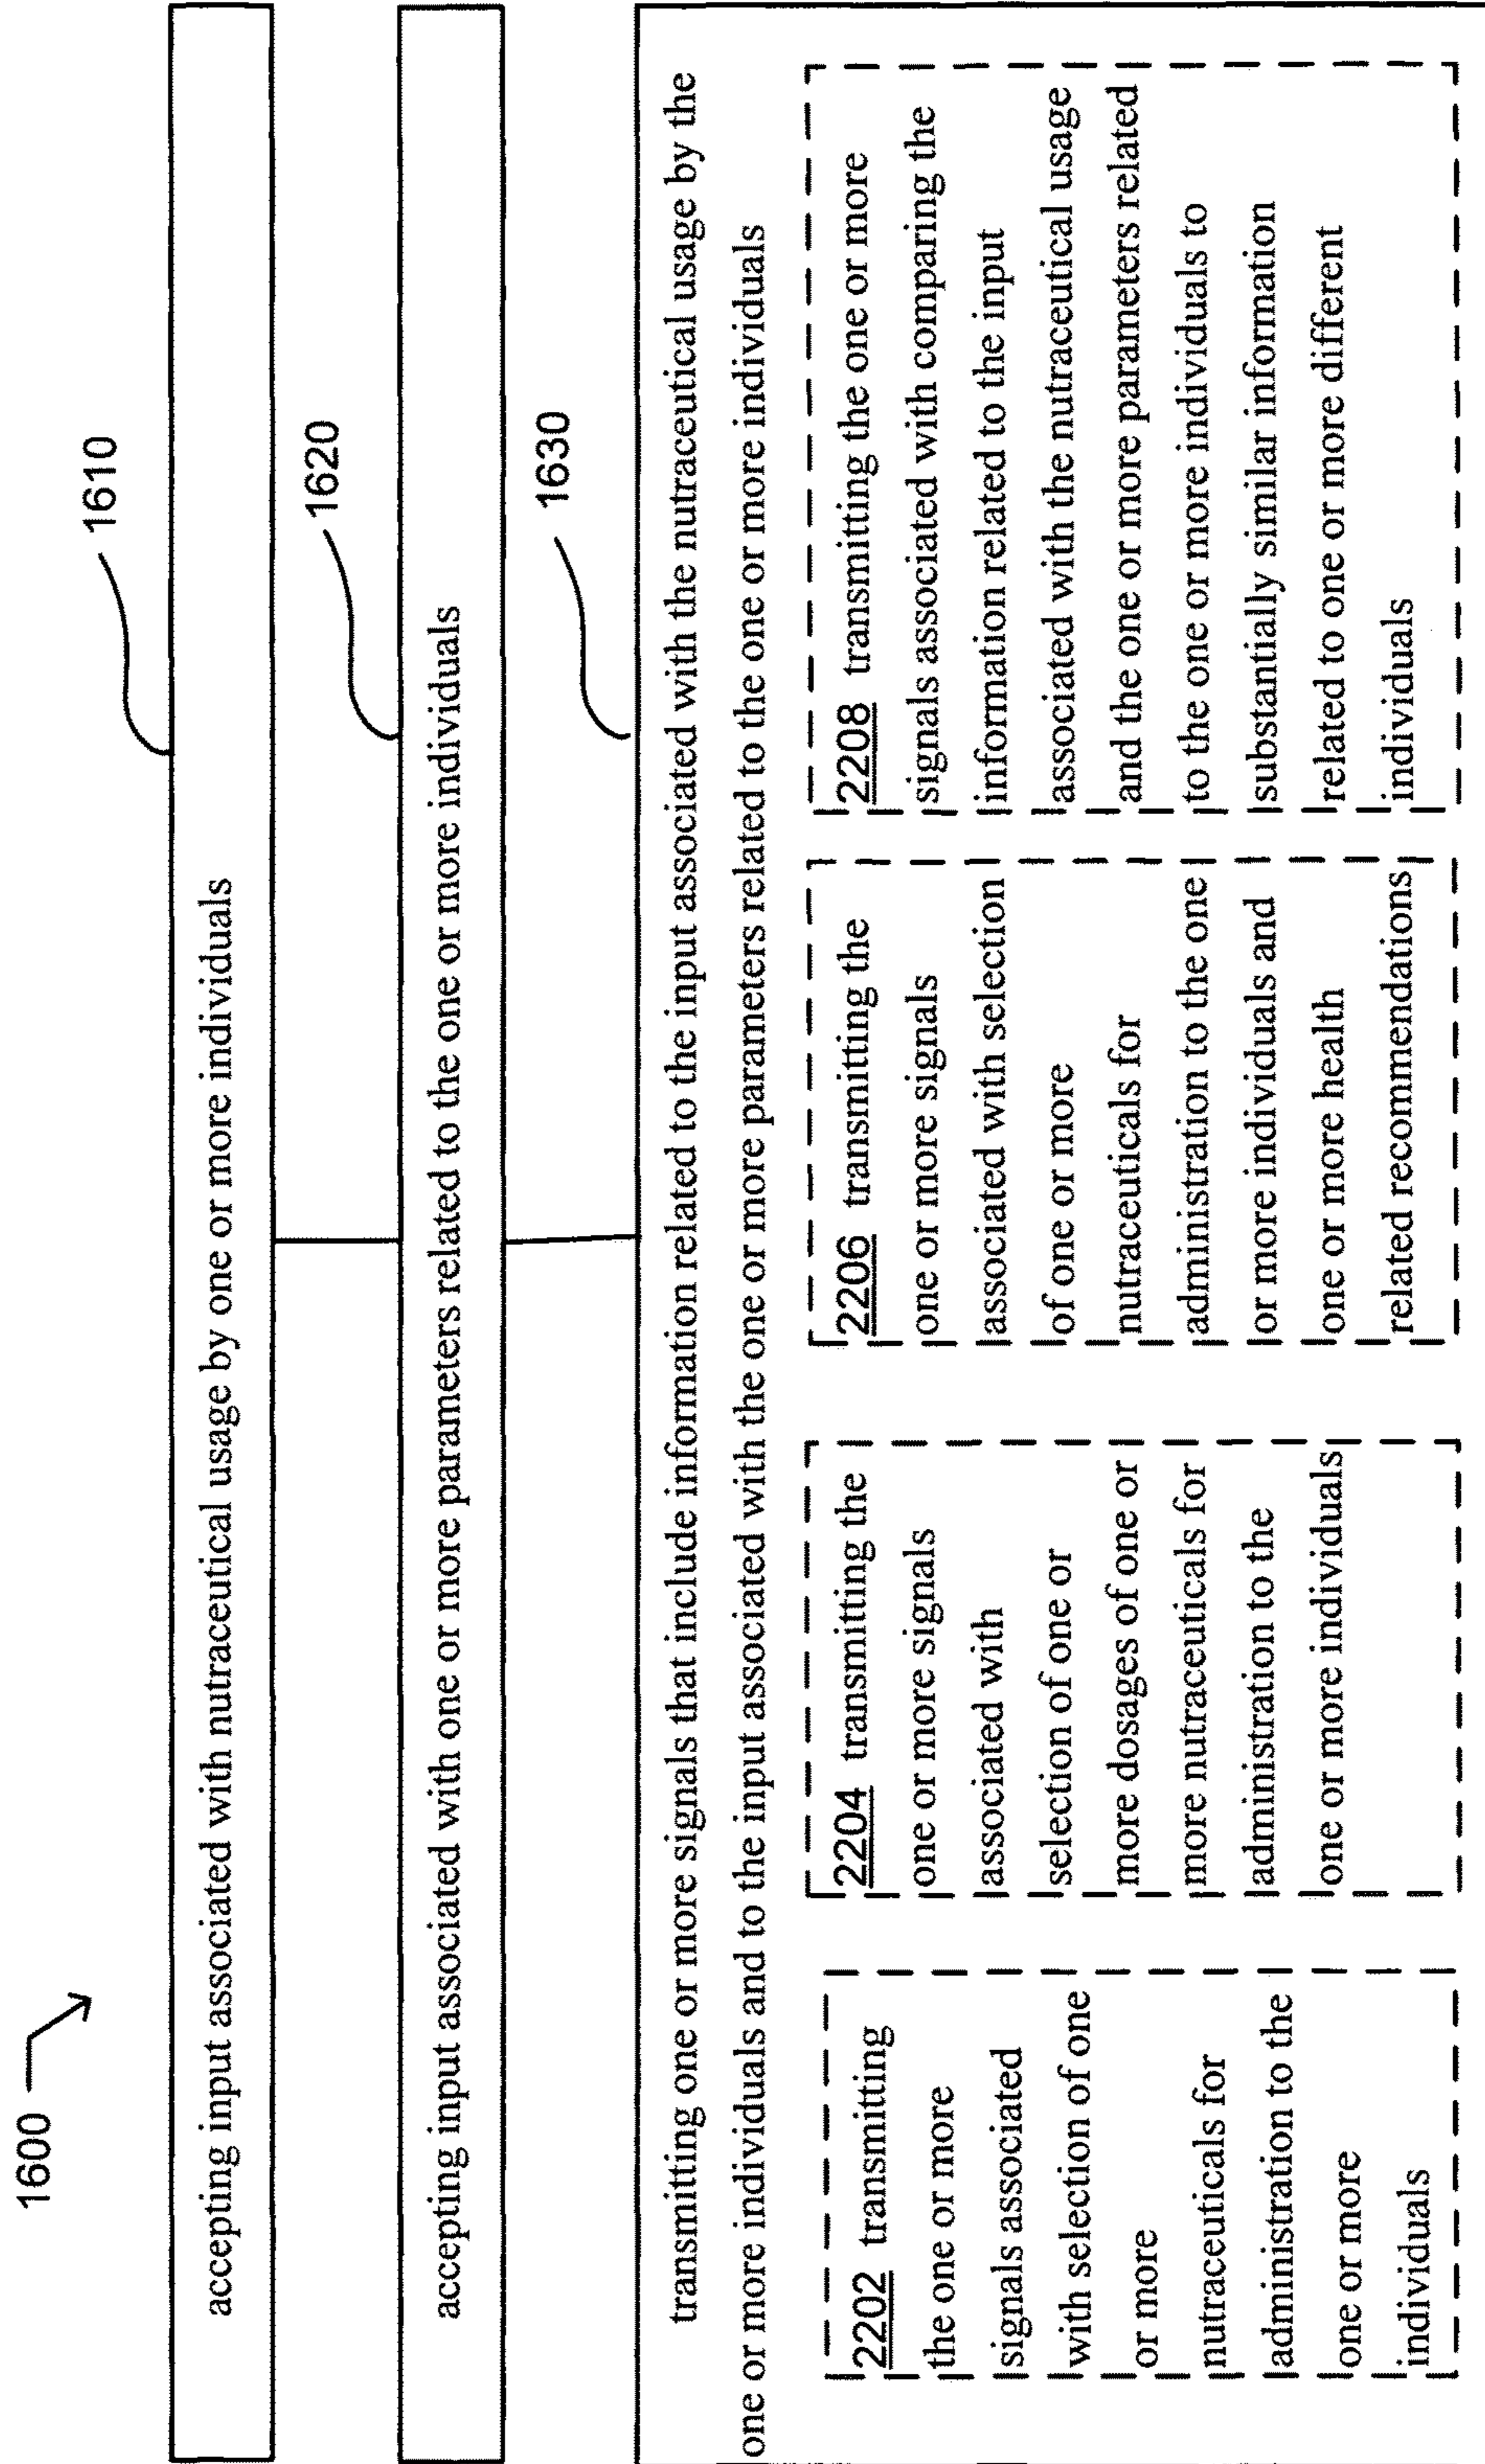 1600
1610
accepting input associated with nutraceutical usage by one or more individuals
1620
accepting input associated with one or more parameters related to the one or more individuals
1630
transmitting one or more signals that include information related to the input associated with the nutraceutical usage by the
one or more individuals and to the input associated with the one or more parameters related to the one or more individuals
2202 transmitting
the one or more
signals associated
with selection of one
or more
nutraceuticals for
administration to the
one or more
individuals
2204 transmitting the
one or more signals
associated with
selection of one or
more dosages of one or
more nutraceuticals for
administration to the
one or more individuals
2206 transmitting the
one or more signals
associated with selection
of one or more
nutraceuticals for
administration to the one
or more individuals and
one or more health
related recommendations
2208 transmitting the one or more
signals associated with comparing the
information related to the input
associated with the nutraceutical usage
and the one or more parameters related
to the one or more individuals to
substantially similar information
related to one or more different
individuals